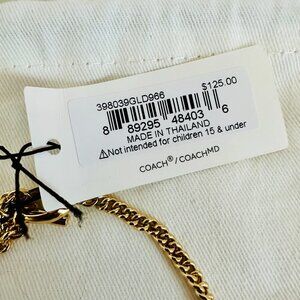 398039GLD966 $125.00
8 89295 48403 6
MADE IN THAILAND
⚠Not intended for children 15 & under
COACH®/COACHMD